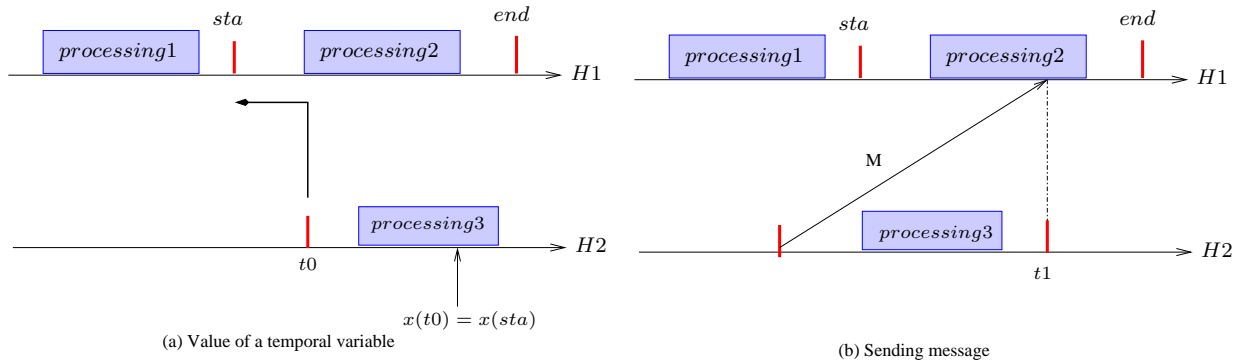 sta
end
processing1
processing2
H1
processing3
H2
t0
x(t0) = x(sta)
(a) Value of a temporal variable
sta
end
processing1
processing2
H1
M
processing3
H2
t1
(b) Sending message